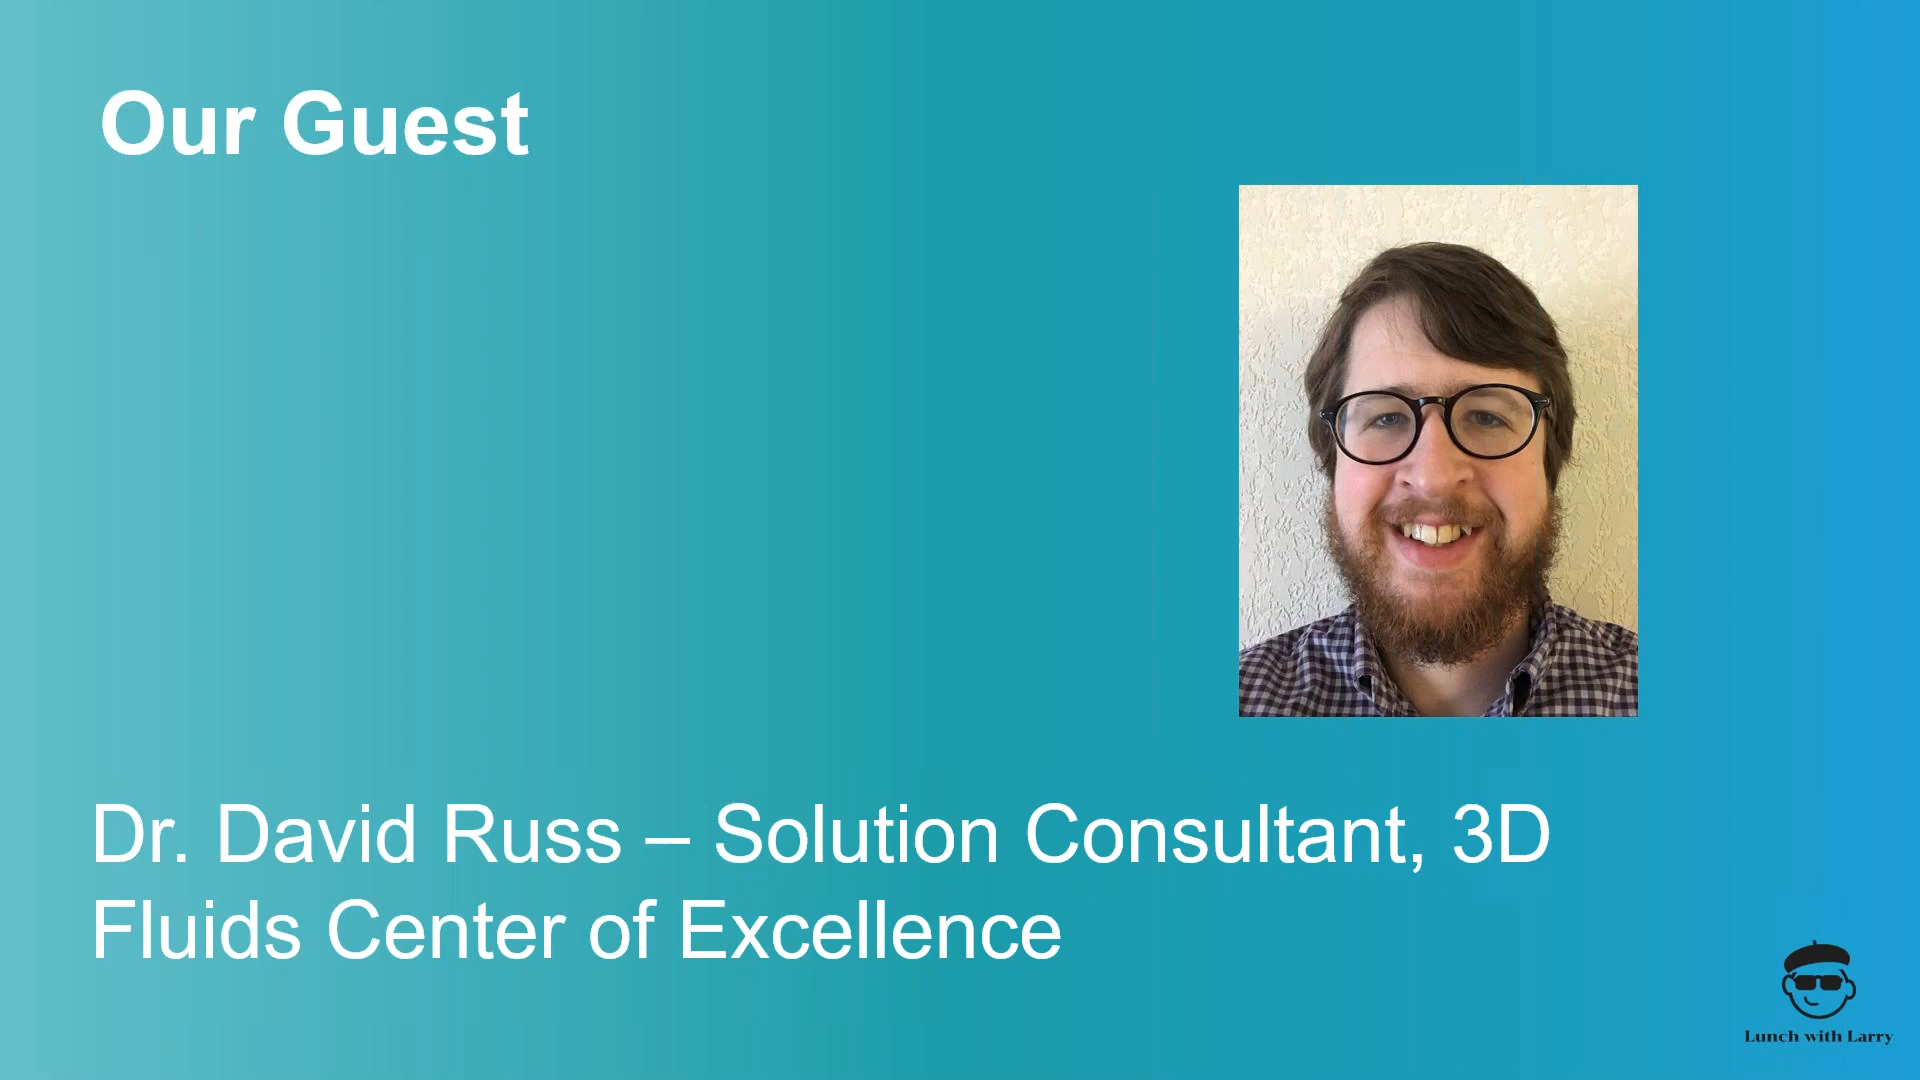 Our Guest
Dr. David Russ – Solution Consultant, 3D
Fluids Center of Excellence
Lunch with Larry